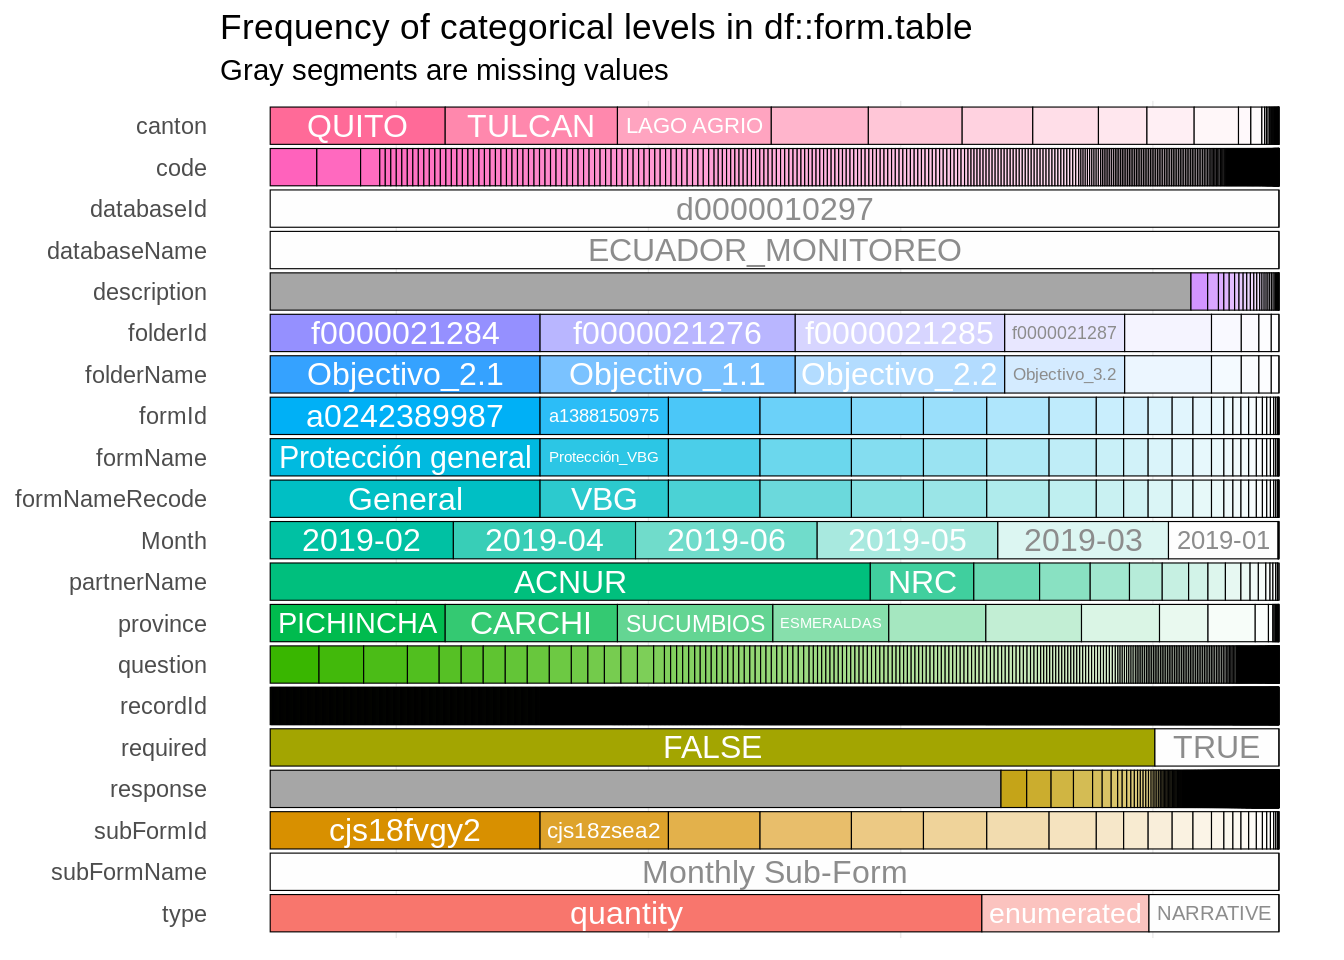 Frequency of categorical levels in df::form.table
Gray segments are missing values
canton QUITO TULCAN LAGO AGRIO
code
databaseId d0000010297
databaseName ECUADOR_MONITOREO
description
folderId f0000021284 f0000021276 f0000021285 f0000021287
folderName Objectivo_2.1 Objectivo_1.1 Objectivo_2.2 Objectivo_3.2
formId a0242389987 a1388150975
formName Protección general Protección_VBG
formNameRecode General VBG
Month 2019-02 2019-04 2019-06 2019-05 2019-03 2019-01
partnerName ACNUR NRC
province PICHINCHA CARCHI SUCUMBIOS ESMERALDAS
question
recordId
required FALSE TRUE
response
subFormId cjs18fvgy2 cjs18zsea2
subFormName Monthly Sub-Form
type quantity enumerated NARRATIVE